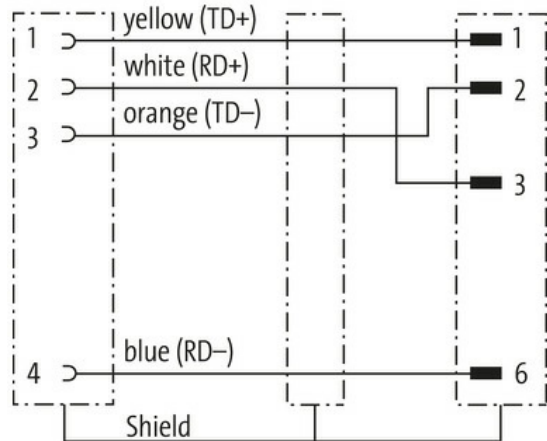 1 yellow (TD+) 1
2 white (RD+) 2
3 orange (TD–)
3
4 blue (RD–) 6
Shield